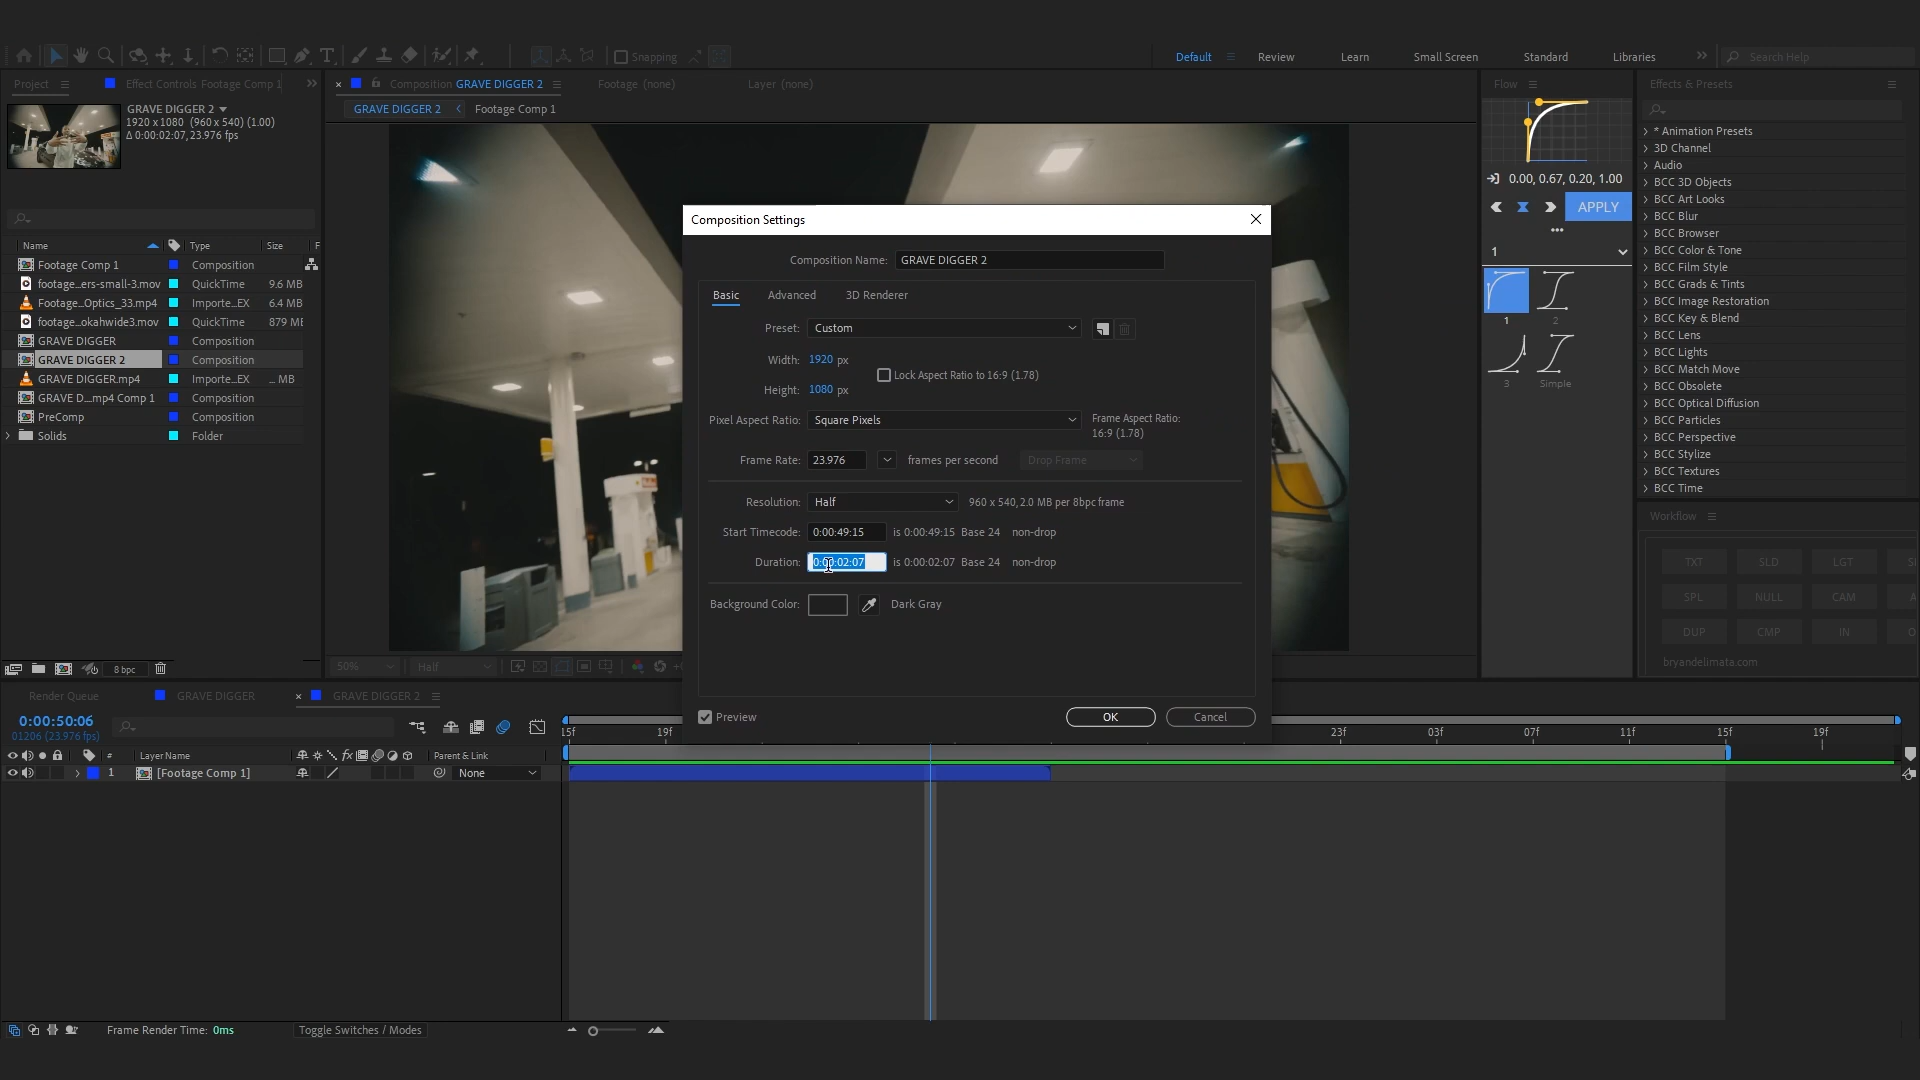 Snapping
Default
Review
Learn
Small Screen
Standard
Libraries
Search Help
Project
Effect Controls Footage Comp 1
Composition GRAVE DIGGER 2
Footage (none)
Layer (none)
Flow
Effects & Presets
GRAVE DIGGER 2
1920 x 1080 (960 x 540) (1.00)
Δ 0:00:02:07, 23.976 fps
GRAVE DIGGER 2
Footage Comp 1
Name
Type
Size
F
Footage Comp 1 Composition
footage...ers-small-3.mov QuickTime 9.6 MB
Footage...Optics_33.mp4 Importe...EX 6.4 MB
footage...okahwide3.mov QuickTime 879 ME
GRAVE DIGGER Composition
GRAVE DIGGER 2 Composition
GRAVE DIGGER.mp4 Importe...EX ... MB
GRAVE D...mp4 Comp 1 Composition
PreComp Composition
Solids Folder
8 bpc
Composition Settings
Composition Name: GRAVE DIGGER 2
Basic
Advanced
3D Renderer
Preset: Custom
Width: 1920 px
Lock Aspect Ratio to 16:9 (1.78)
Height: 1080 px
Pixel Aspect Ratio: Square Pixels
Frame Aspect Ratio:
16:9 (1.78)
Frame Rate: 23.976 frames per second Drop Frame
Resolution: Half 960 x 540, 2.0 MB per 8bpc frame
Start Timecode: 0:00:49:15 is 0:00:49:15 Base 24 non-drop
Duration: 0:00:02:07 is 0:00:02:07 Base 24 non-drop
Background Color: Dark Gray
Preview
OK
Cancel
50%
Half
0.00, 0.67, 0.20, 1.00
APPLY
1
1
2
3
Simple
* Animation Presets
3D Channel
Audio
BCC 3D Objects
BCC Art Looks
BCC Blur
BCC Browser
BCC Color & Tone
BCC Film Style
BCC Grads & Tints
BCC Image Restoration
BCC Key & Blend
BCC Lens
BCC Lights
BCC Match Move
BCC Obsolete
BCC Optical Diffusion
BCC Particles
BCC Perspective
BCC Stylize
BCC Textures
BCC Time
Workflow
TXT SLD LGT S
SPL NULL CAM A
DUP CMP IN O
bryandelimata.com
Render Queue
GRAVE DIGGER
GRAVE DIGGER 2
0:00:50:06
01206 (23.976 fps)
15f 19f 23f 03f 07f 11f 15f 19f
# Layer Name
Parent & Link
1 [Footage Comp 1] None
Frame Render Time: 0ms
Toggle Switches / Modes